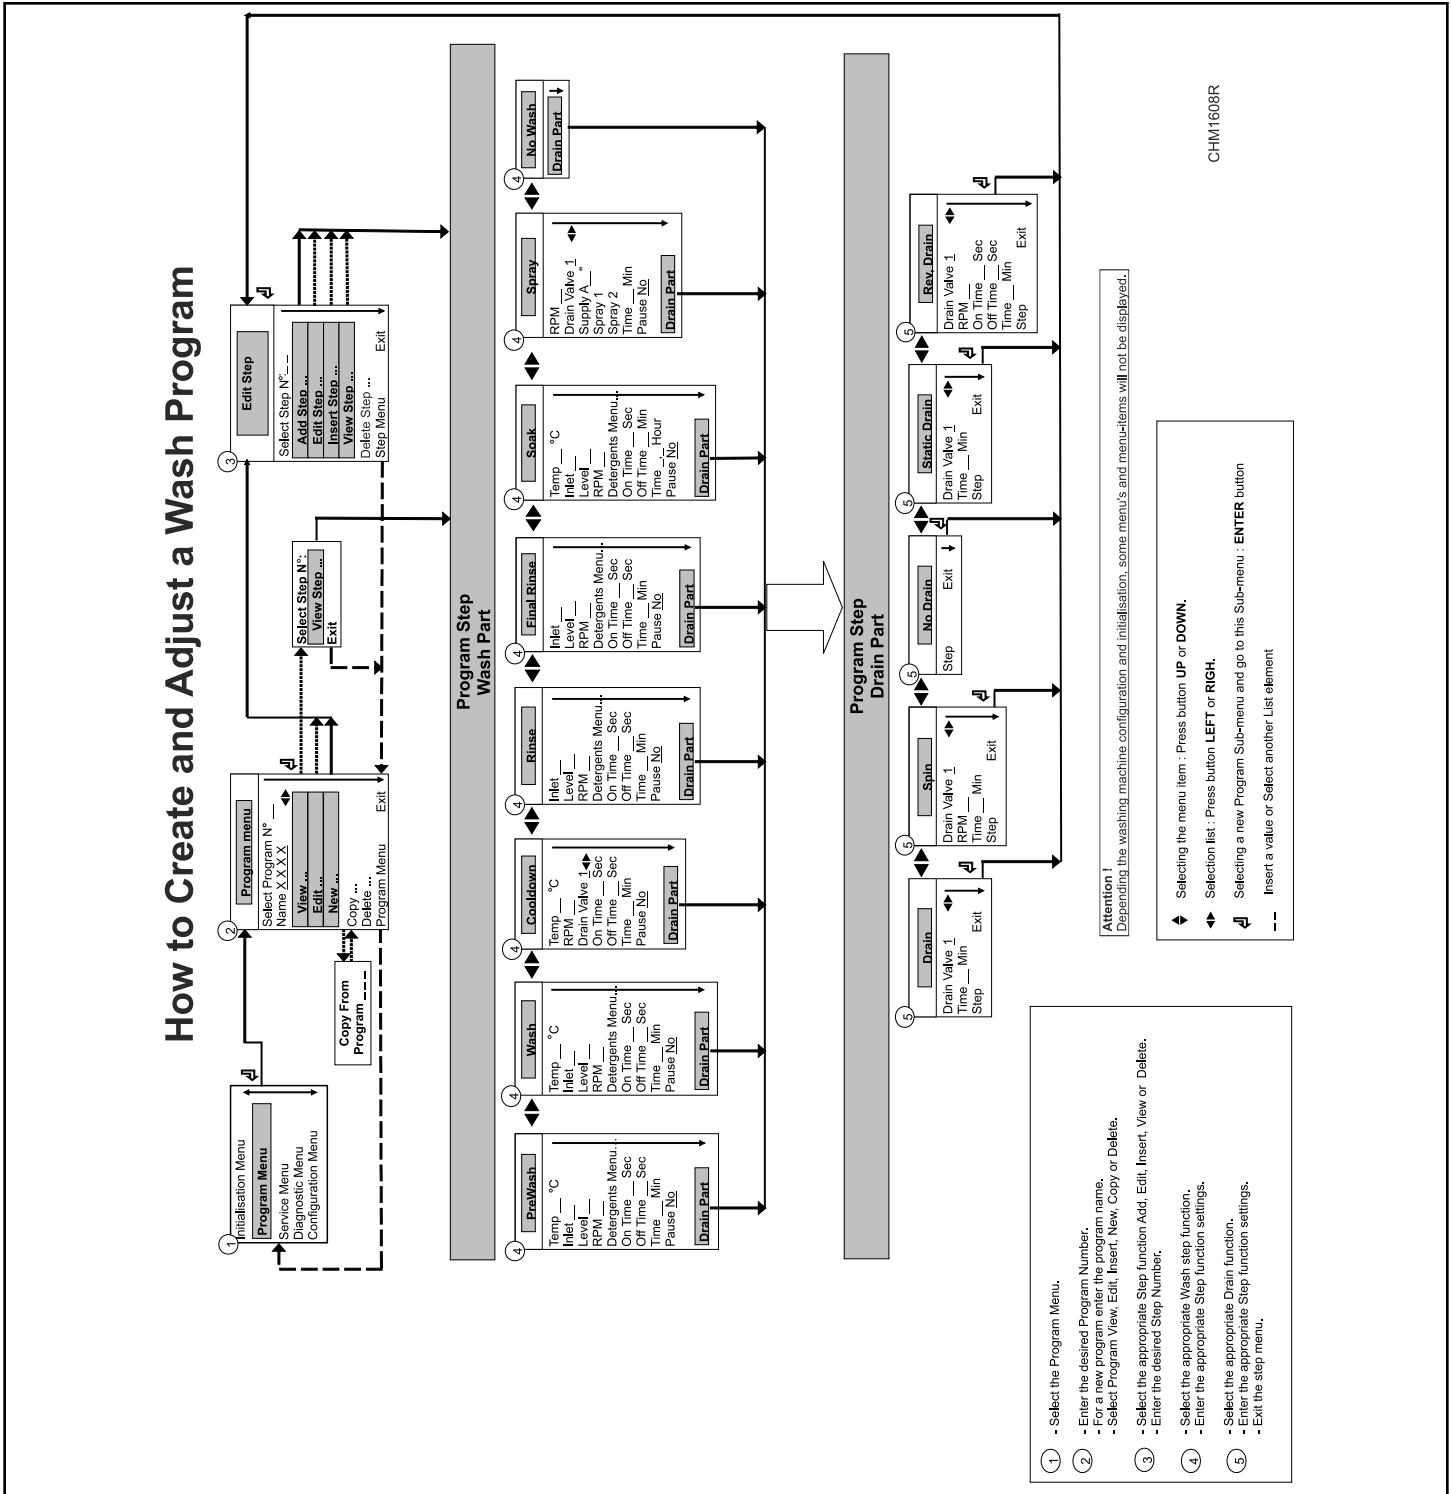 How to Create and Adjust a Wash Program
1
Initialisation Menu
Program Menu
Service Menu
Diagnostic Menu
Configuration Menu
2
Program menu
Select Program N° __
Name X X X X
View ...
Edit ...
New ...
Copy ...
Delete ...
Program Menu Exit
Copy From
Program _ _ _
Select Step N°:
View Step ...
Exit
3
Edit Step
Select Step N°:_ _
Add Step ...
Edit Step ...
Insert Step ...
View Step ...
Delete Step ...
Step Menu Exit
Program Step
Wash Part
4
PreWash
Temp __ °C
Inlet __
Level __
RPM __
Detergents Menu...
On Time __ Sec
Off Time __ Sec
Time __ Min
Pause No
Drain Part
4
Wash
Temp __ °C
Inlet __
Level __
RPM __
Detergents Menu...
On Time __ Sec
Off Time __ Sec
Time __ Min
Pause No
Drain Part
4
Cooldown
Temp __ °C
RPM __
Drain Valve 1
On Time __ Sec
Off Time __ Sec
Time __ Min
Pause No
Drain Part
4
Rinse
Inlet __
Level __
RPM __
Detergents Menu...
On Time __ Sec
Off Time __ Sec
Time __ Min
Pause No
Drain Part
4
Final Rinse
Inlet __
Level __
RPM __
Detergents Menu...
On Time __ Sec
Off Time __ Sec
Time __ Min
Pause No
Drain Part
4
Soak
Temp __ °C
Inlet __
Level __
RPM __
Detergents Menu...
On Time __ Sec
Off Time __ Min
Time _._ Hour
Pause No
Drain Part
4
Spray
RPM __
Drain Valve 1
Supply A __ "
Spray 1
Spray 2
Time __ Min
Pause No
Drain Part
4
No Wash
Drain Part
Program Step
Drain Part
5
Drain
Drain Valve 1
Time __ Min
Step Exit
5
Spin
Drain Valve 1
RPM __
Time __ Min
Step Exit
5
No Drain
Step Exit
5
Static Drain
Drain Valve 1
Time __ Min
Step Exit
5
Rev, Drain
Drain Valve 1
RPM __
On Time __ Sec
Off Time __ Sec
Time __ Min
Step Exit
1 - Select the Program Menu.
2 - Enter the desired Program Number.
- For a new program enter the program name.
- Select Program View, Edit, Insert, New, Copy or Delete.
3 - Select the appropriate Step function Add, Edit, Insert, View or Delete.
- Enter the desired Step Number.
4 - Select the appropriate Wash step function.
- Enter the appropriate Step function settings.
5 - Select the appropriate Drain function.
- Enter the appropriate Step function settings.
- Exit the step menu.
Attention !
Depending the washing machine configuration and initialisation, some menu's and menu-items will not be displayed.
Selecting the menu item : Press button UP or DOWN.
Selection list : Press button LEFT or RIGH.
Selecting a new Program Sub-menu and go to this Sub-menu : ENTER button
_ _ Insert a value or Select another List element
CHM1608R